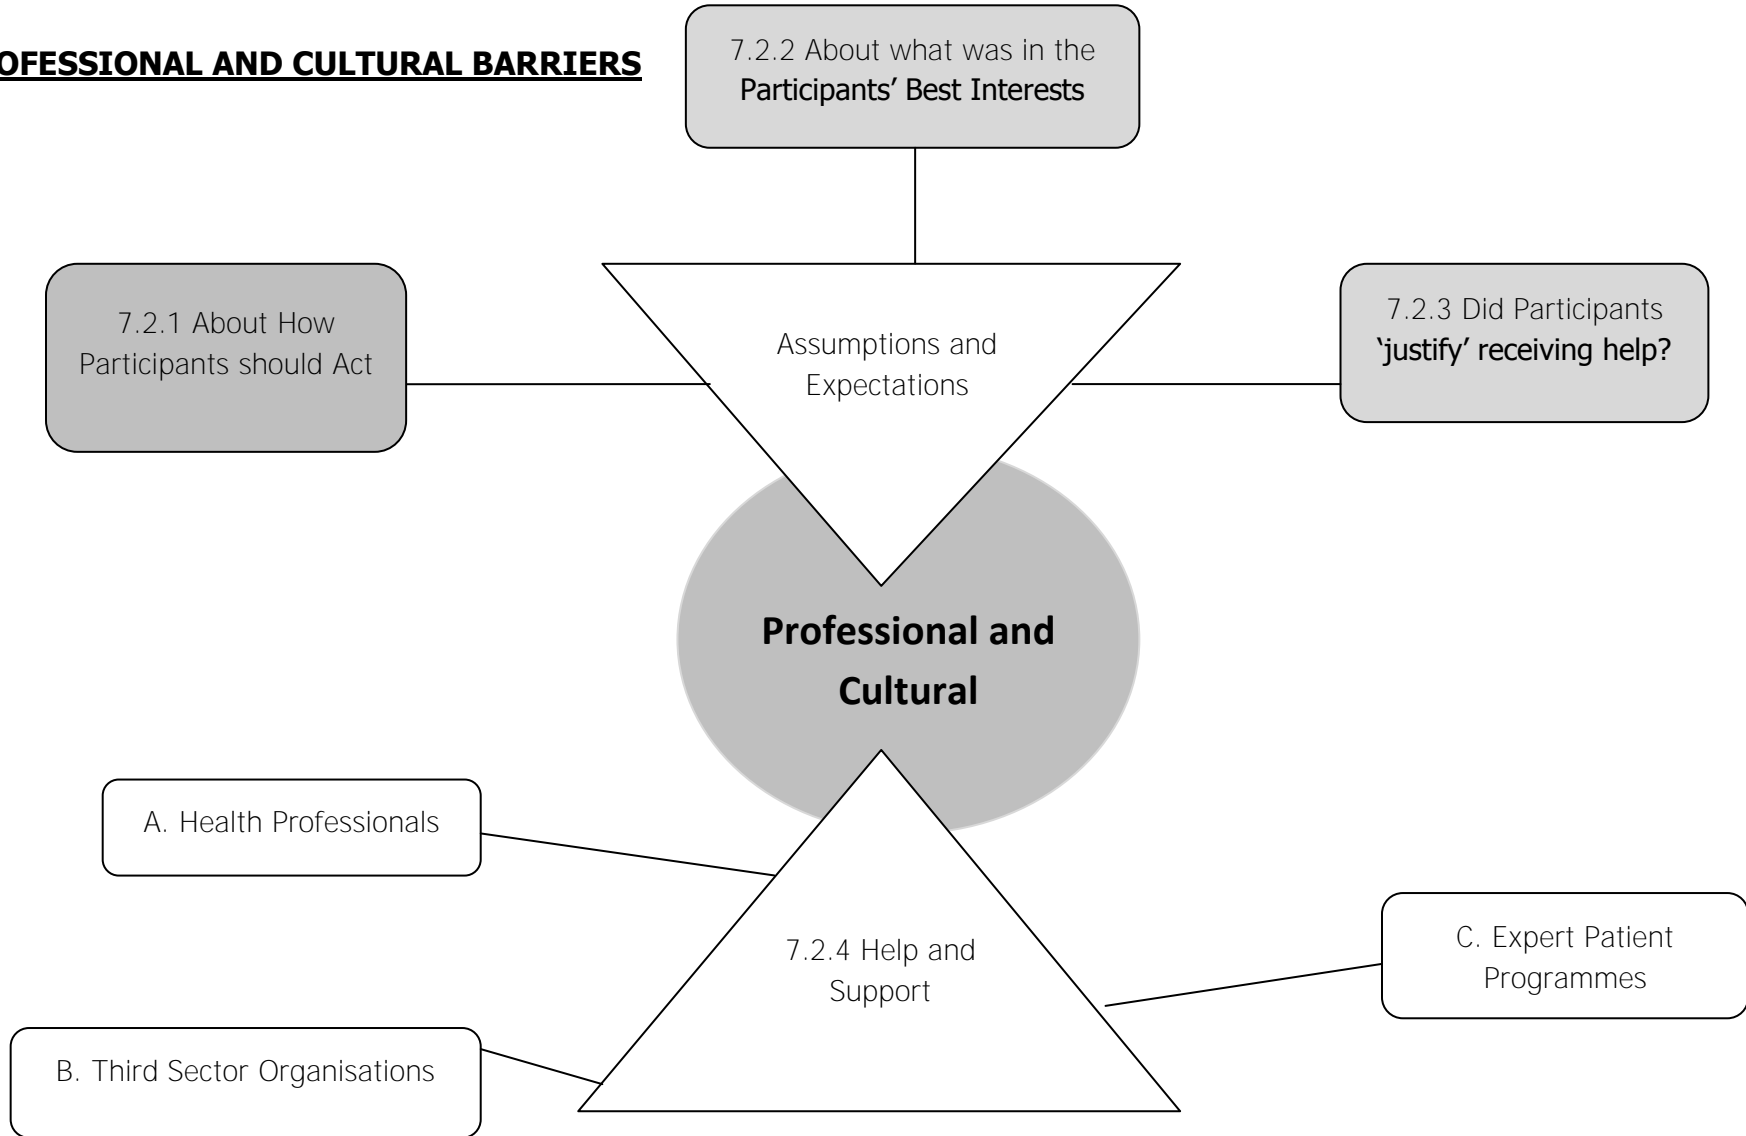 OFESSIONAL AND CULTURAL BARRIERS
7.2.2 About what was in the
Participants’ Best Interests
7.2.1 About How
Participants should Act
Assumptions and
Expectations
7.2.3 Did Participants
‘justify’ receiving help?
Professional and
Cultural
A. Health Professionals
7.2.4 Help and
Support
C. Expert Patient
Programmes
B. Third Sector Organisations